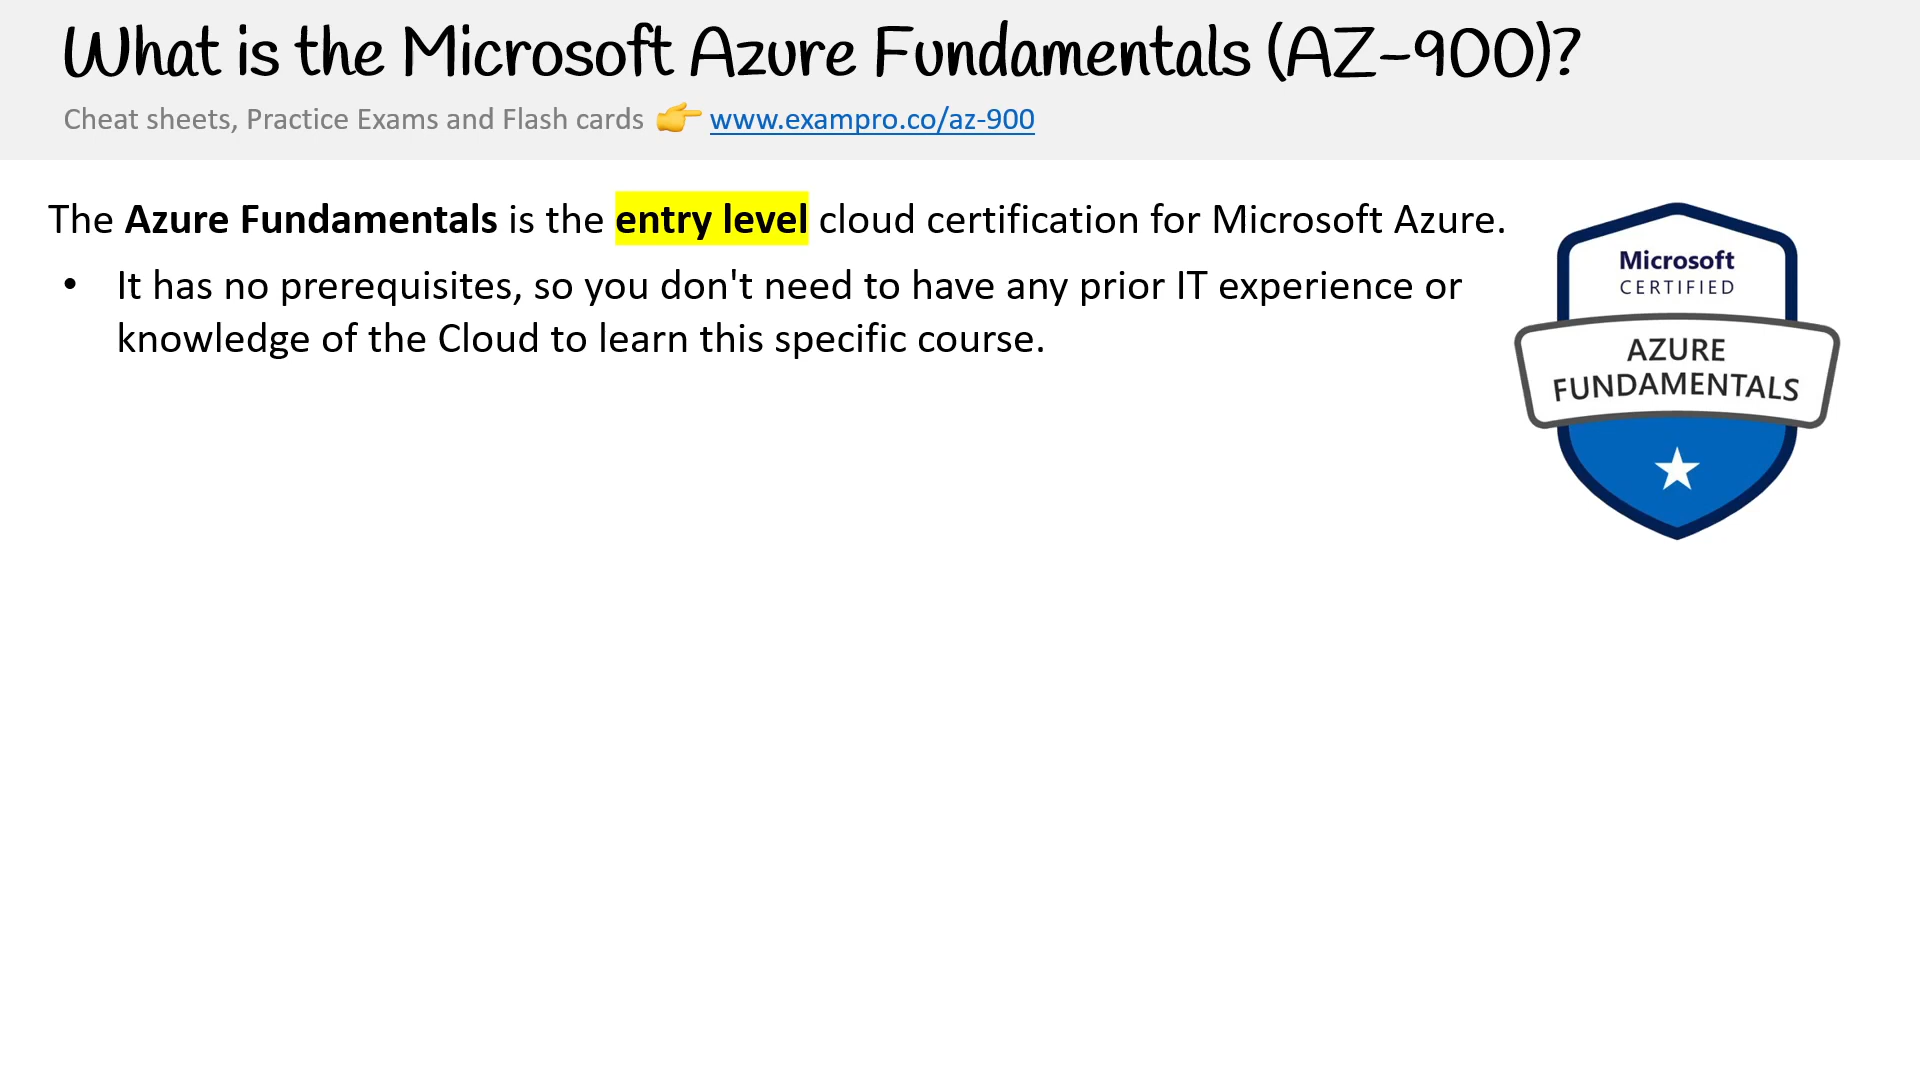 What is the Microsoft Azure Fundamentals (AZ-900)?
Cheat sheets, Practice Exams and Flash cards 👉 www.exampro.co/az-900
The Azure Fundamentals is the entry level cloud certification for Microsoft Azure.
• It has no prerequisites, so you don't need to have any prior IT experience or
knowledge of the Cloud to learn this specific course.
Microsoft
CERTIFIED
AZURE
FUNDAMENTALS